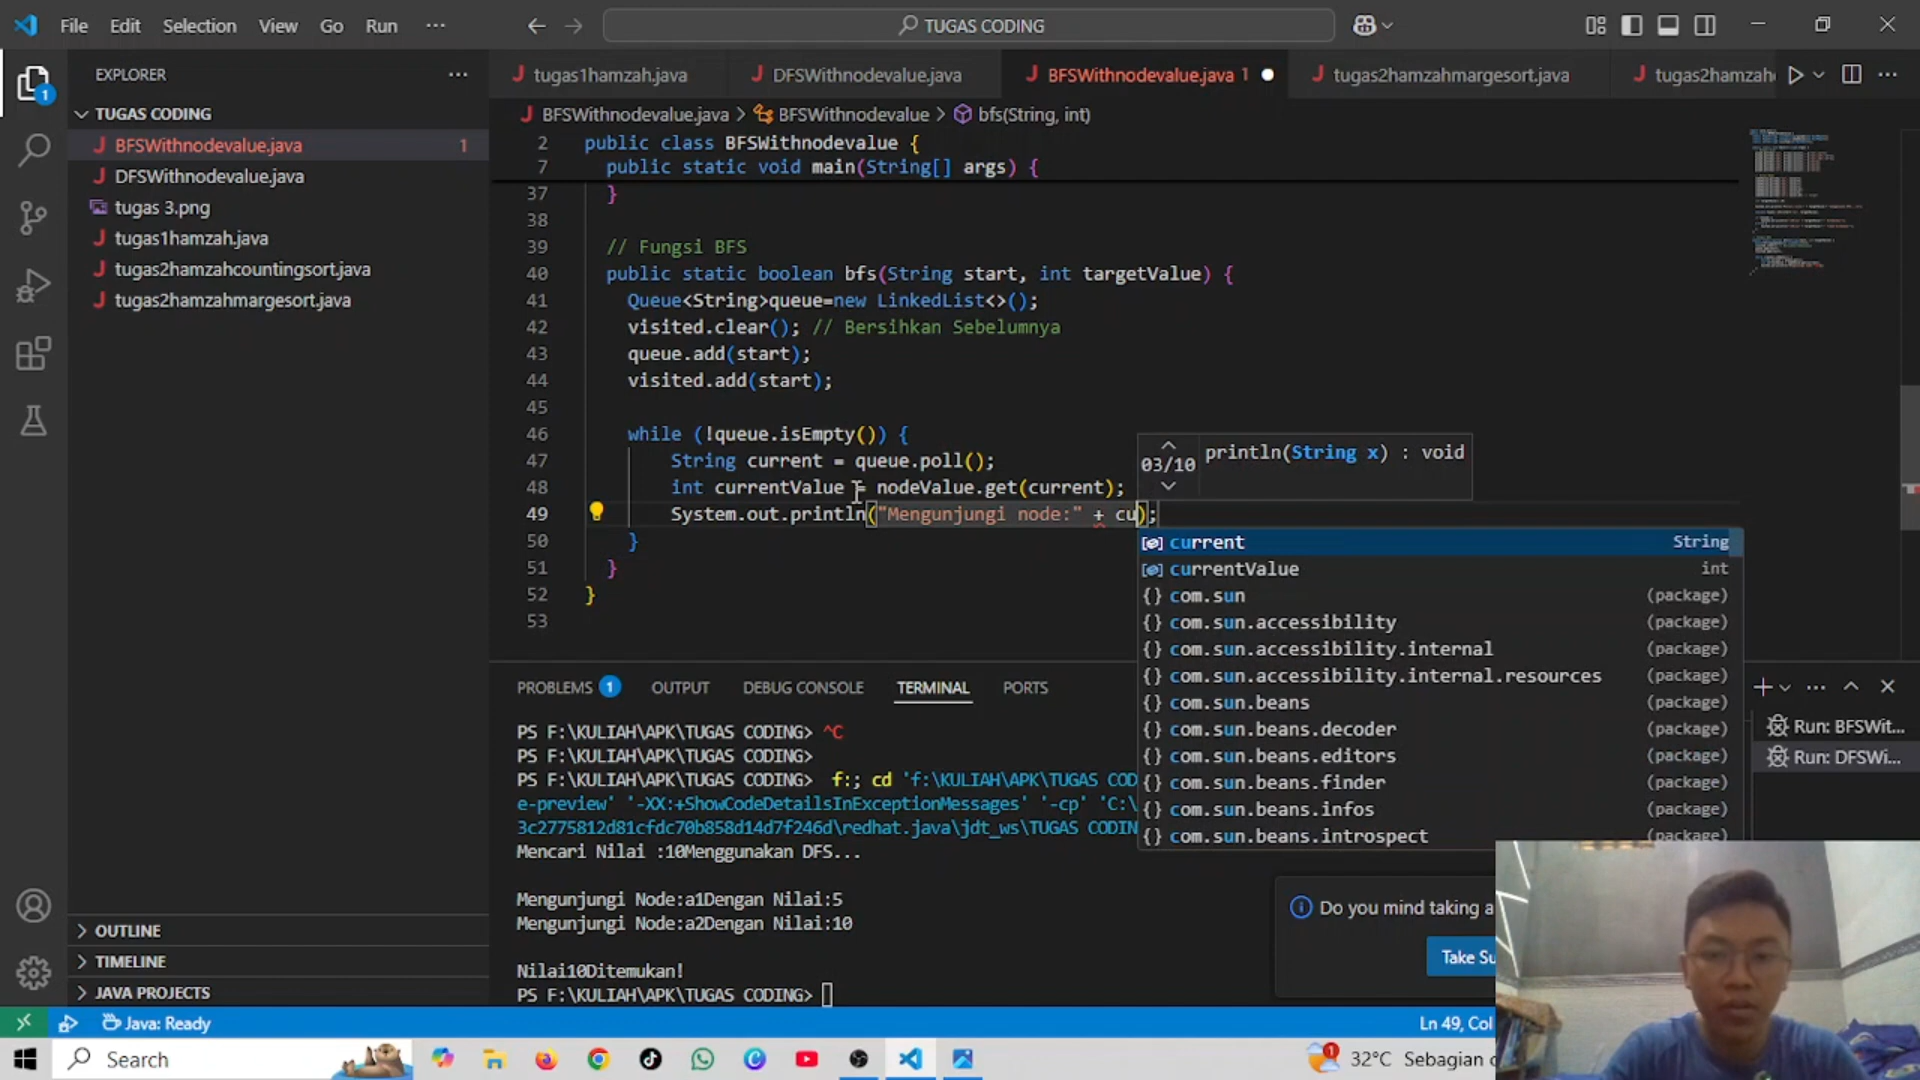 File Edit Selection View Go Run ···
TUGAS CODING
EXPLORER
TUGAS CODING
BFSWithnodevalue.java 1
DFSWithnodevalue.java
tugas 3.png
tugas1hamzah.java
tugas2hamzahcountingsort.java
tugas2hamzahmargesort.java
OUTLINE
TIMELINE
JAVA PROJECTS
tugas1hamzah.java DFSWithnodevalue.java BFSWithnodevalue.java 1 tugas2hamzahmargesort.java tugas2hamzah
BFSWithnodevalue.java > BFSWithnodevalue > bfs(String, int)
2 public class BFSWithnodevalue {
7 public static void main(String[] args) {
37 }
38
39 // Fungsi BFS
40 public static boolean bfs(String start, int targetValue) {
41 Queue<String>queue=new LinkedList<>();
42 visited.clear(); // Bersihkan Sebelumnya
43 queue.add(start);
44 visited.add(start);
45
46 while (!queue.isEmpty()) {
47 String current = queue.poll();
48 int currentValue = nodeValue.get(current);
49 System.out.println("Mengunjungi node:" + cu);
50 }
51 }
52 }
53
03/10 println(String x) : void
current String
currentValue int
com.sun (package)
com.sun.accessibility (package)
com.sun.accessibility.internal (package)
com.sun.accessibility.internal.resources (package)
com.sun.beans (package)
com.sun.beans.decoder (package)
com.sun.beans.editors (package)
com.sun.beans.finder (package)
com.sun.beans.infos (package)
com.sun.beans.introspect (package)
PROBLEMS 1 OUTPUT DEBUG CONSOLE TERMINAL PORTS
PS F:\KULIAH\APK\TUGAS CODING> ^C
PS F:\KULIAH\APK\TUGAS CODING>
PS F:\KULIAH\APK\TUGAS CODING> f:; cd 'f:\KULIAH\APK\TUGAS COD
e-preview' '-XX:+ShowCodeDetailsInExceptionMessages' '-cp' 'C:\
3c2775812d81cfdc70b858d14d7f246d\redhat.java\jdt_ws\TUGAS CODIN
Mencari Nilai :10Menggunakan DFS...
Mengunjungi Node:a1Dengan Nilai:5
Mengunjungi Node:a2Dengan Nilai:10
Nilai10Ditemukan!
PS F:\KULIAH\APK\TUGAS CODING>
Run: BFSWit...
Run: DFSWi...
Do you mind taking a
Take Su
Java: Ready
Ln 49, Col
Search
1
32°C Sebagian